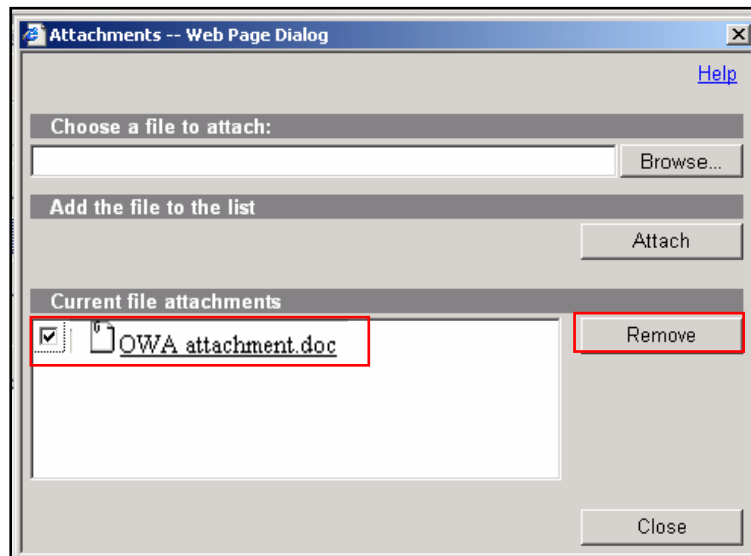 Attachments -- Web Page Dialog
Help
Choose a file to attach:
Browse...
Add the file to the list
Attach
Current file attachments
OWA attachment.doc
Remove
Close